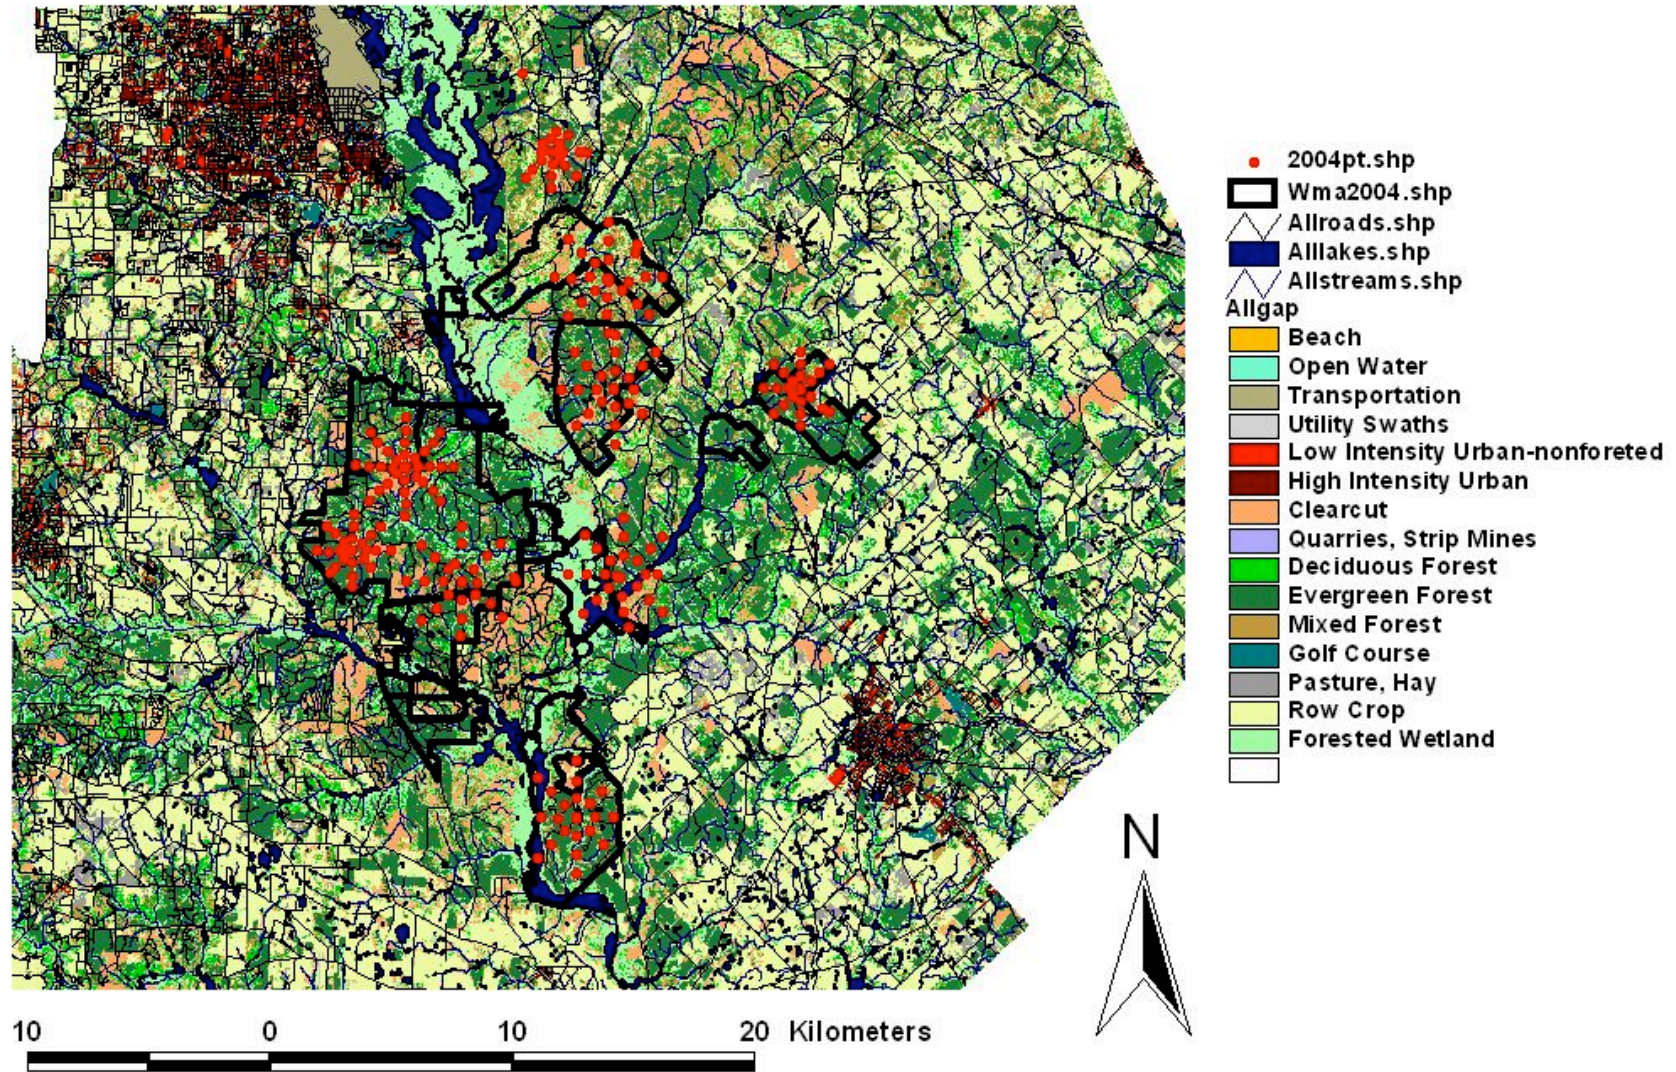 2004pt.shp
Wma2004.shp
Allroads.shp
Alllakes.shp
Allstreams.shp
Allgap
Beach
Open Water
Transportation
Utility Swaths
Low Intensity Urban-nonforeted
High Intensity Urban
Clearcut
Quarries, Strip Mines
Deciduous Forest
Evergreen Forest
Mixed Forest
Golf Course
Pasture, Hay
Row Crop
Forested Wetland
N
10 0 10 20 Kilometers